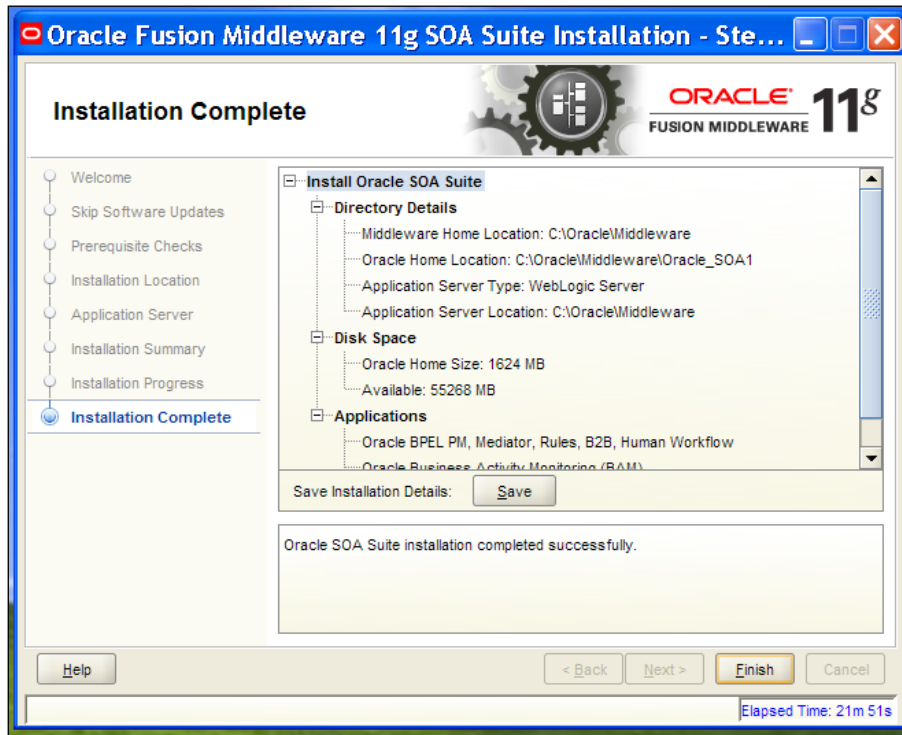 Oracle Fusion Middleware 11g SOA Suite Installation - Ste...
Installation Complete
ORACLE
FUSION MIDDLEWARE
11g
Welcome
Skip Software Updates
Prerequisite Checks
Installation Location
Application Server
Installation Summary
Installation Progress
Installation Complete
Install Oracle SOA Suite
Directory Details
Middleware Home Location: C:\Oracle\Middleware
Oracle Home Location: C:\Oracle\Middleware\Oracle_SOA1
Application Server Type: WebLogic Server
Application Server Location: C:\Oracle\Middleware
Disk Space
Oracle Home Size: 1624 MB
Available: 55268 MB
Applications
Oracle BPEL PM, Mediator, Rules, B2B, Human Workflow
Oracle Business Activity Monitoring (BAM)
Save Installation Details:
Save
Oracle SOA Suite installation completed successfully.
Help
< Back
Next >
Finish
Cancel
Elapsed Time: 21m 51s